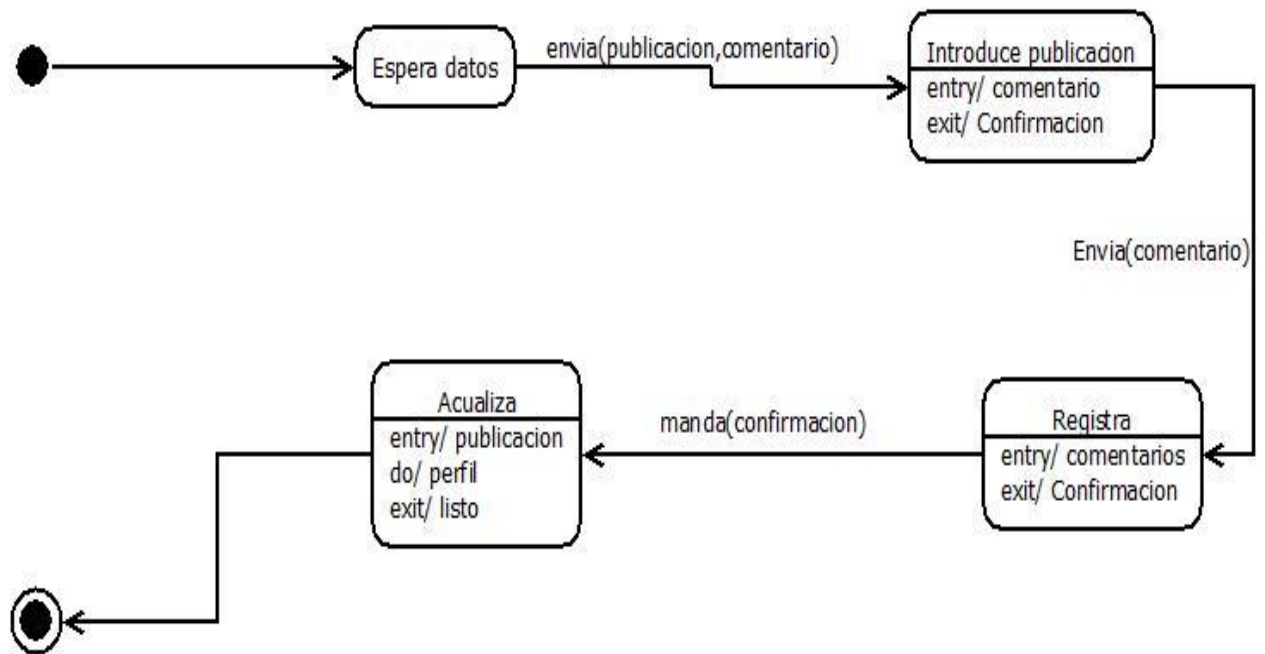 Espera datos
envia(publicacion,comentario)
Introduce publicacion
entry/ comentario
exit/ Confirmacion
Envia(comentario)
Registra
entry/ comentarios
exit/ Confirmacion
manda(confirmacion)
Acualiza
entry/ publicacion
do/ perfil
exit/ listo